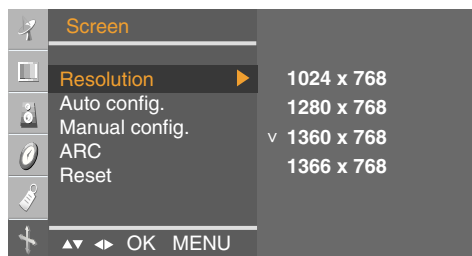 Screen
Resolution
Auto config.
Manual config.
ARC
Reset
1024 x 768
1280 x 768
v 1360 x 768
1366 x 768
OK MENU